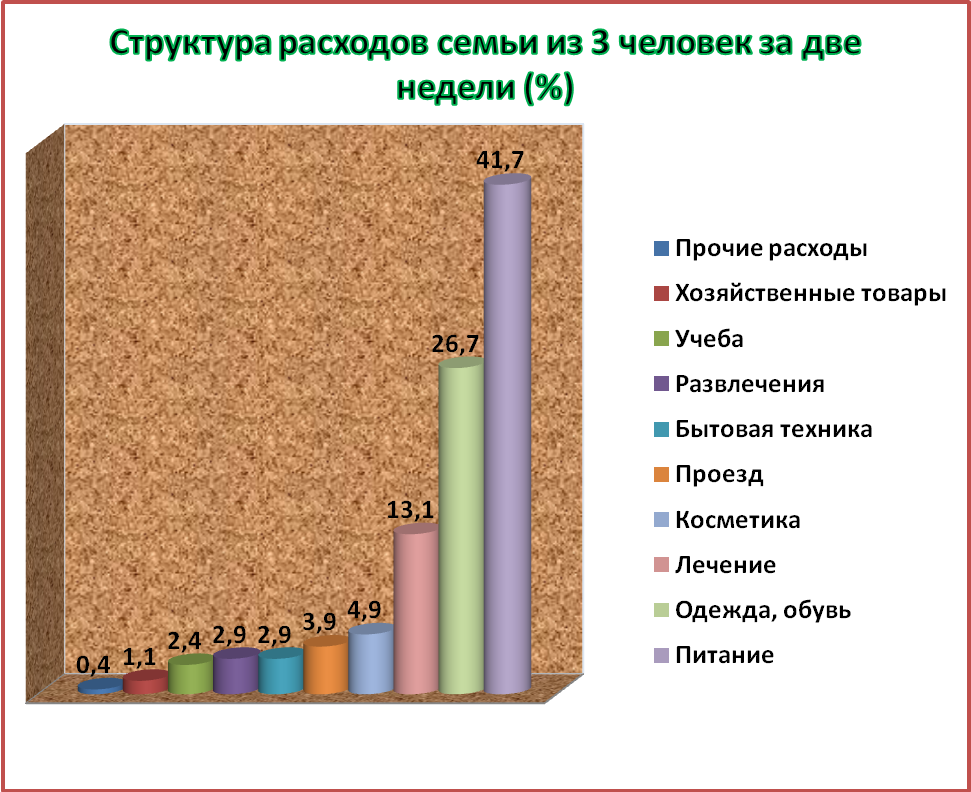 Структура расходов семьи из 3 человек за две
недели (%)
41,7
26,7
13,1
4,9
3,9
2,9
2,9
2,4
1,1
0,4
Прочие расходы
Хозяйственные товары
Учеба
Развлечения
Бытовая техника
Проезд
Косметика
Лечение
Одежда, обувь
Питание